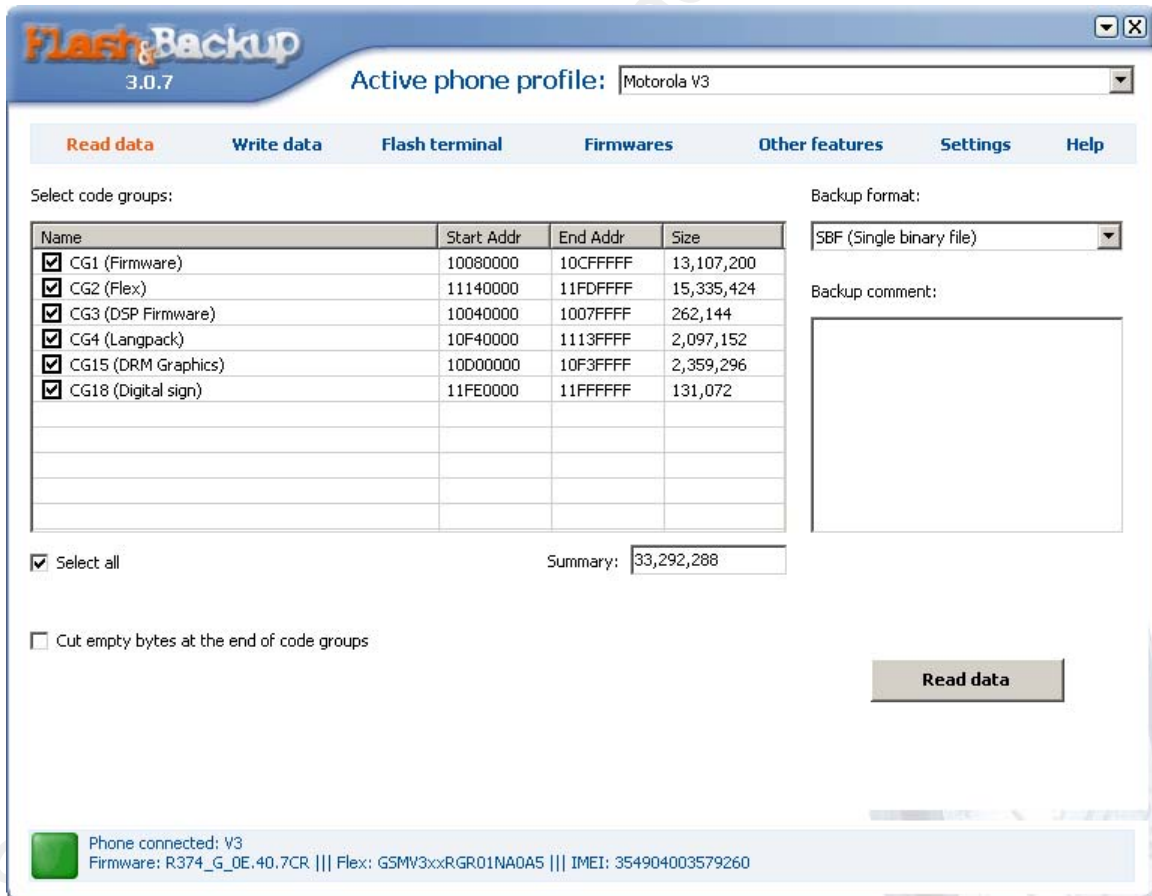 Flash&Backup
3.0.7
Active phone profile: Motorola V3
Read data Write data Flash terminal Firmwares Other features Settings Help
Select code groups: Backup format:
Name Start Addr End Addr Size SBF (Single binary file)
CG1 (Firmware) 10080000 10CFFFFF 13,107,200
CG2 (Flex) 11140000 11FDFFFF 15,335,424 Backup comment:
CG3 (DSP Firmware) 10040000 1007FFFF 262,144
CG4 (Langpack) 10F40000 1113FFFF 2,097,152
CG15 (DRM Graphics) 10D00000 10F3FFFF 2,359,296
CG18 (Digital sign) 11FE0000 11FFFFFF 131,072
Select all Summary: 33,292,288
Cut empty bytes at the end of code groups
Read data
Phone connected: V3
Firmware: R374_G_0E.40.7CR ||| Flex: GSMV3xxRGR01NA0A5 ||| IMEI: 354904003579260